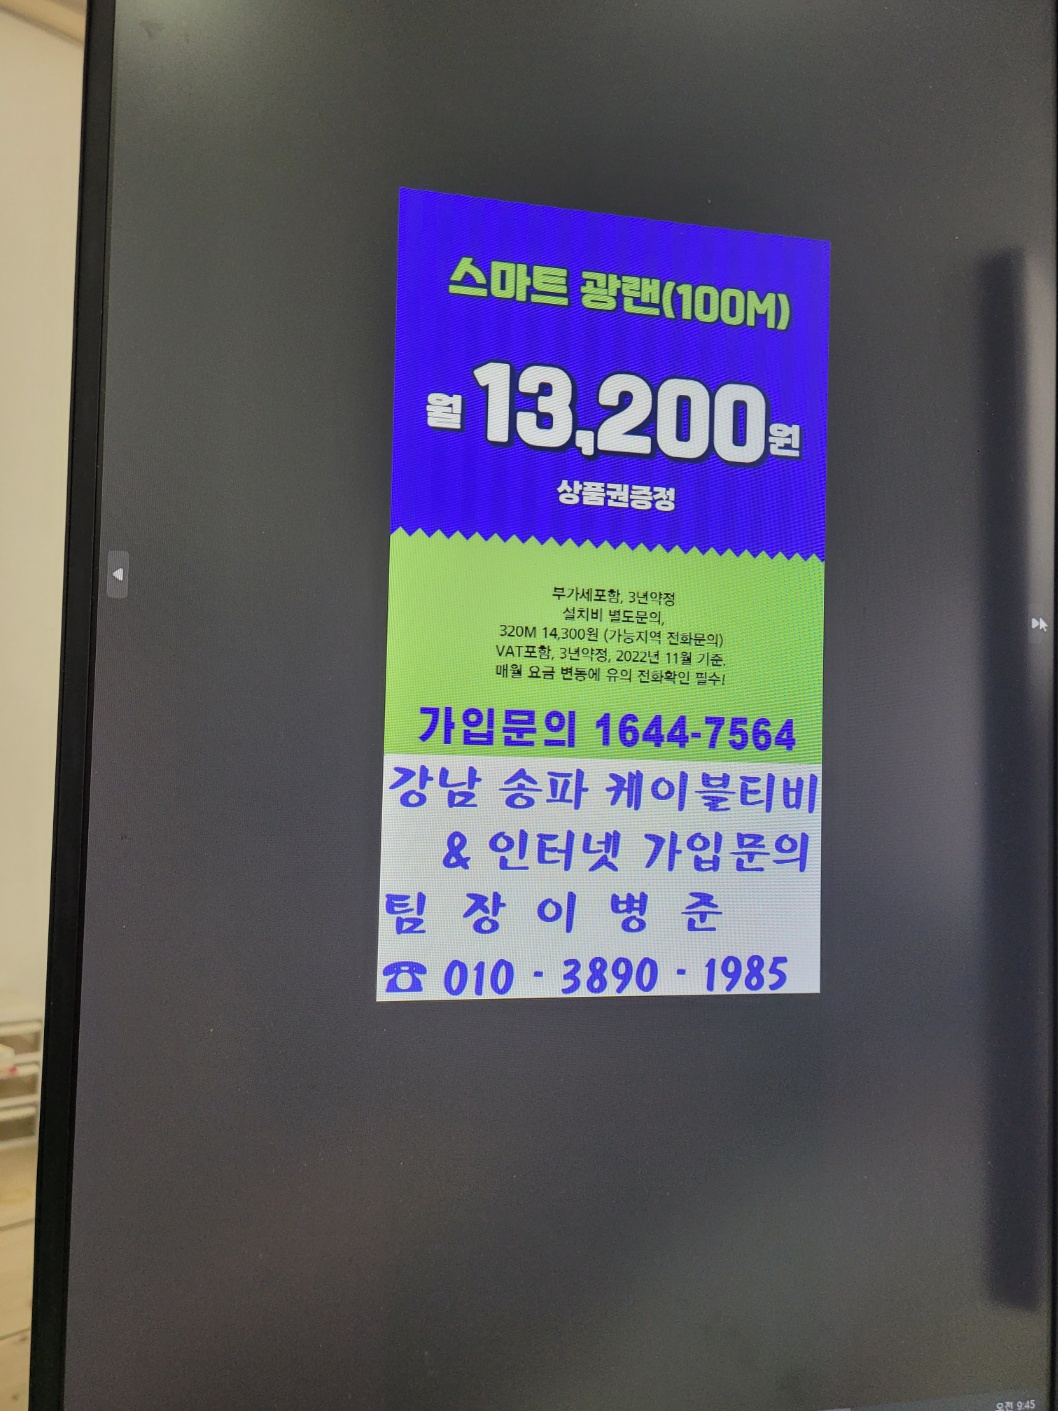 스마트 광랜(100M)
월 13,200원
상품권증정
부가세포함, 3년약정
설치비 별도문의,
320M 14,300원 (가능지역 전화문의)
VAT포함, 3년약정, 2022년 11월 기준.
매월 요금 변동에 유의 전화확인 필수!
가입문의 1644-7564
강남 송파 케이블티비
& 인터넷 가입문의
팀 장 이 병 준
☎ 010 - 3890 - 1985
오전 9:45